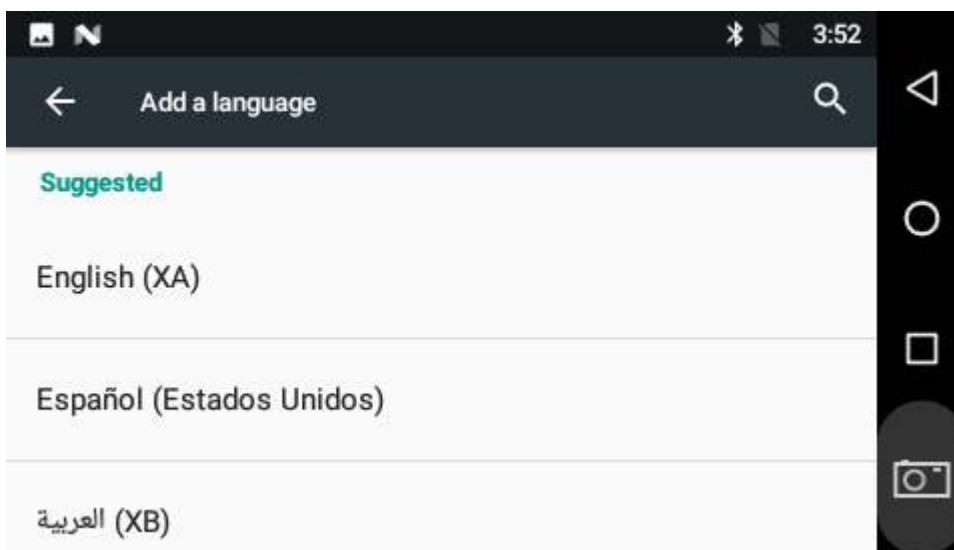 3:52
Add a language
Suggested
English (XA)
Español (Estados Unidos)
العربية (XB)